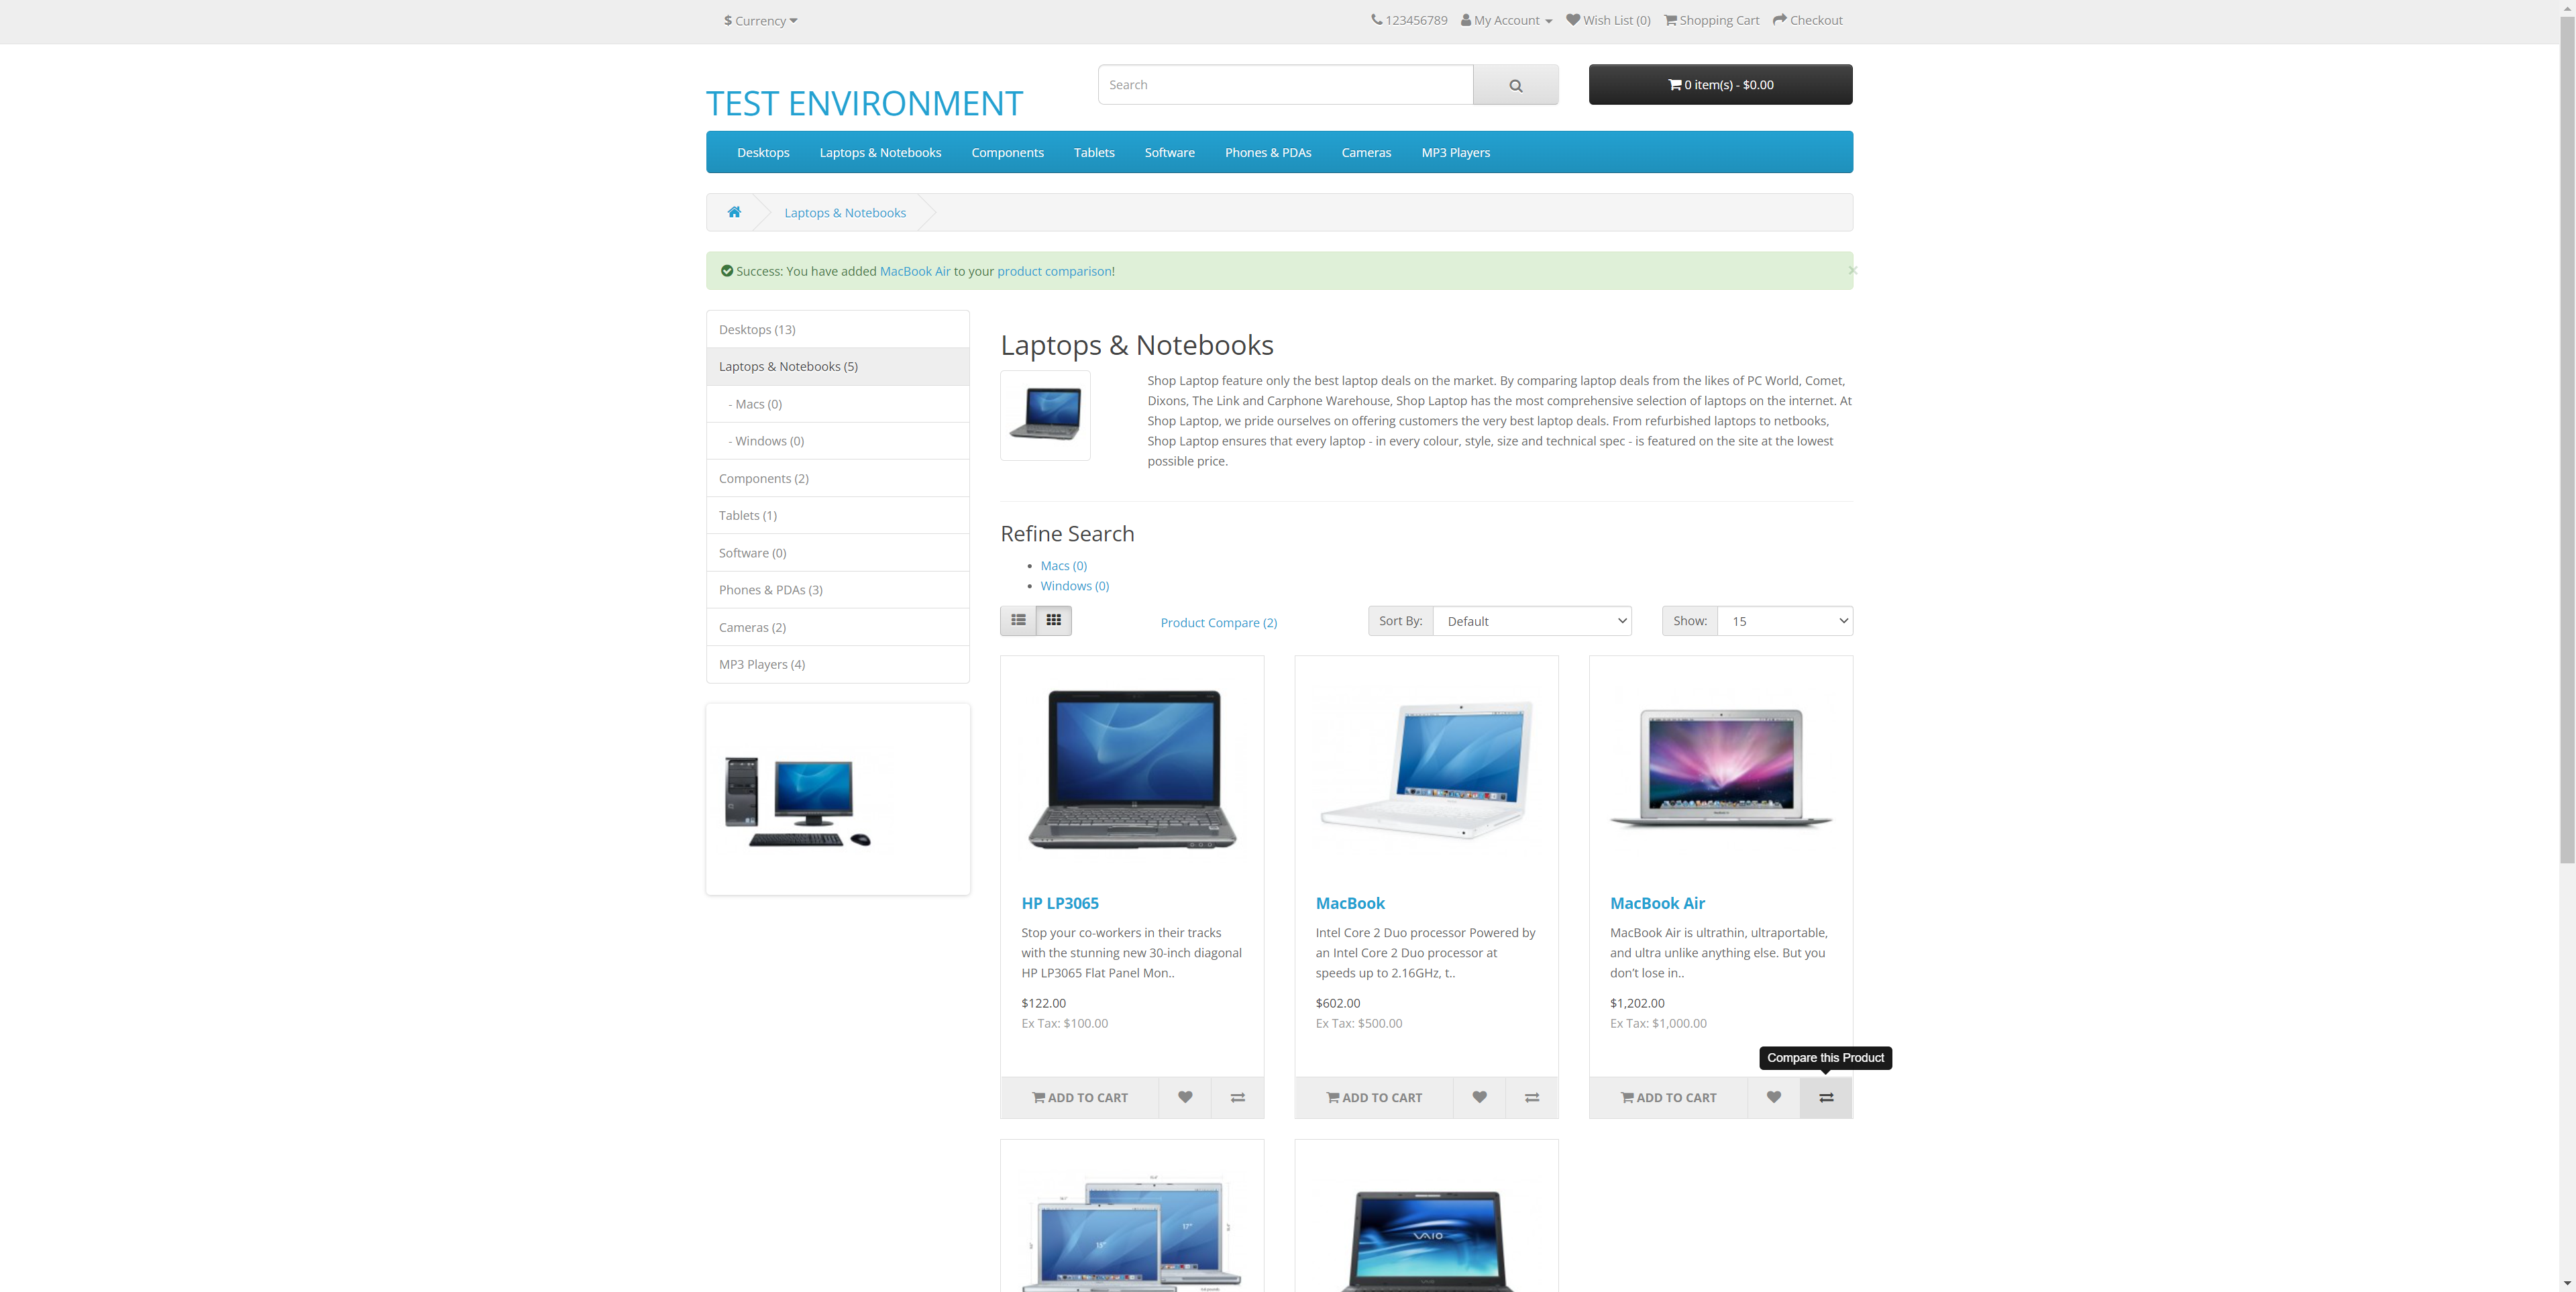 $ Currency
123456789 My Account Wish List (0) Shopping Cart Checkout
TEST ENVIRONMENT
Search
0 item(s) - $0.00
Desktops Laptops & Notebooks Components Tablets Software Phones & PDAs Cameras MP3 Players
Laptops & Notebooks
Success: You have added MacBook Air to your product comparison!
×
Desktops (13)
Laptops & Notebooks (5)
- Macs (0)
- Windows (0)
Components (2)
Tablets (1)
Software (0)
Phones & PDAs (3)
Cameras (2)
MP3 Players (4)
Laptops & Notebooks
Shop Laptop feature only the best laptop deals on the market. By comparing laptop deals from the likes of PC World, Comet,
Dixons, The Link and Carphone Warehouse, Shop Laptop has the most comprehensive selection of laptops on the internet. At
Shop Laptop, we pride ourselves on offering customers the very best laptop deals. From refurbished laptops to netbooks,
Shop Laptop ensures that every laptop - in every colour, style, size and technical spec - is featured on the site at the lowest
possible price.
Refine Search
• Macs (0)
• Windows (0)
Product Compare (2)
Sort By: Default
Show: 15
HP LP3065
Stop your co-workers in their tracks
with the stunning new 30-inch diagonal
HP LP3065 Flat Panel Mon..
$122.00
Ex Tax: $100.00
ADD TO CART
MacBook
Intel Core 2 Duo processor Powered by
an Intel Core 2 Duo processor at
speeds up to 2.16GHz, t..
$602.00
Ex Tax: $500.00
ADD TO CART
MacBook Air
MacBook Air is ultrathin, ultraportable,
and ultra unlike anything else. But you
don't lose in..
$1,202.00
Ex Tax: $1,000.00
Compare this Product
ADD TO CART
15"
17"
VAIO